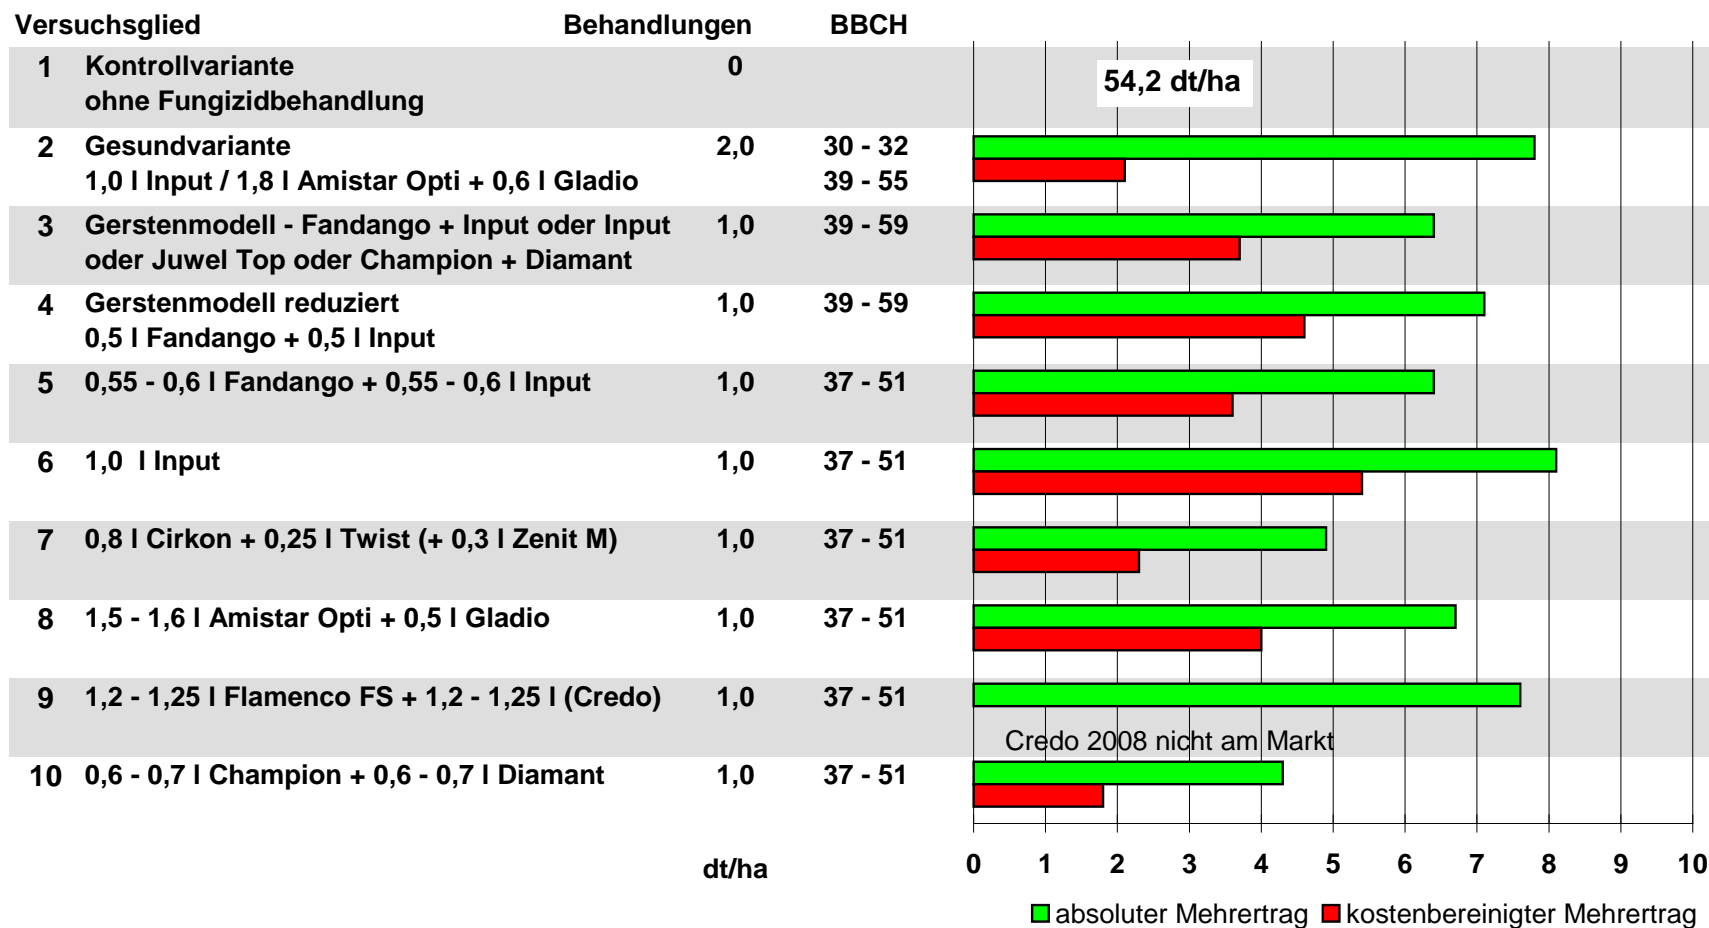 Versuchsglied Behandlungen BBCH
1 Kontrollvariante 0
ohne Fungizidbehandlung
54,2 dt/ha
2 Gesundvariante 2,0 30 - 32
1,0 l Input / 1,8 l Amistar Opti + 0,6 l Gladio 39 - 55
3 Gerstenmodell - Fandango + Input oder Input 1,0 39 - 59
oder Juwel Top oder Champion + Diamant
4 Gerstenmodell reduziert 1,0 39 - 59
0,5 l Fandango + 0,5 l Input
5 0,55 - 0,6 l Fandango + 0,55 - 0,6 l Input 1,0 37 - 51
6 1,0 l Input 1,0 37 - 51
7 0,8 l Cirkon + 0,25 l Twist (+ 0,3 l Zenit M) 1,0 37 - 51
8 1,5 - 1,6 l Amistar Opti + 0,5 l Gladio 1,0 37 - 51
9 1,2 - 1,25 l Flamenco FS + 1,2 - 1,25 l (Credo) 1,0 37 - 51
Credo 2008 nicht am Markt
10 0,6 - 0,7 l Champion + 0,6 - 0,7 l Diamant 1,0 37 - 51
dt/ha 0 1 2 3 4 5 6 7 8 9 10
absoluter Mehrertrag kostenbereinigter Mehrertrag